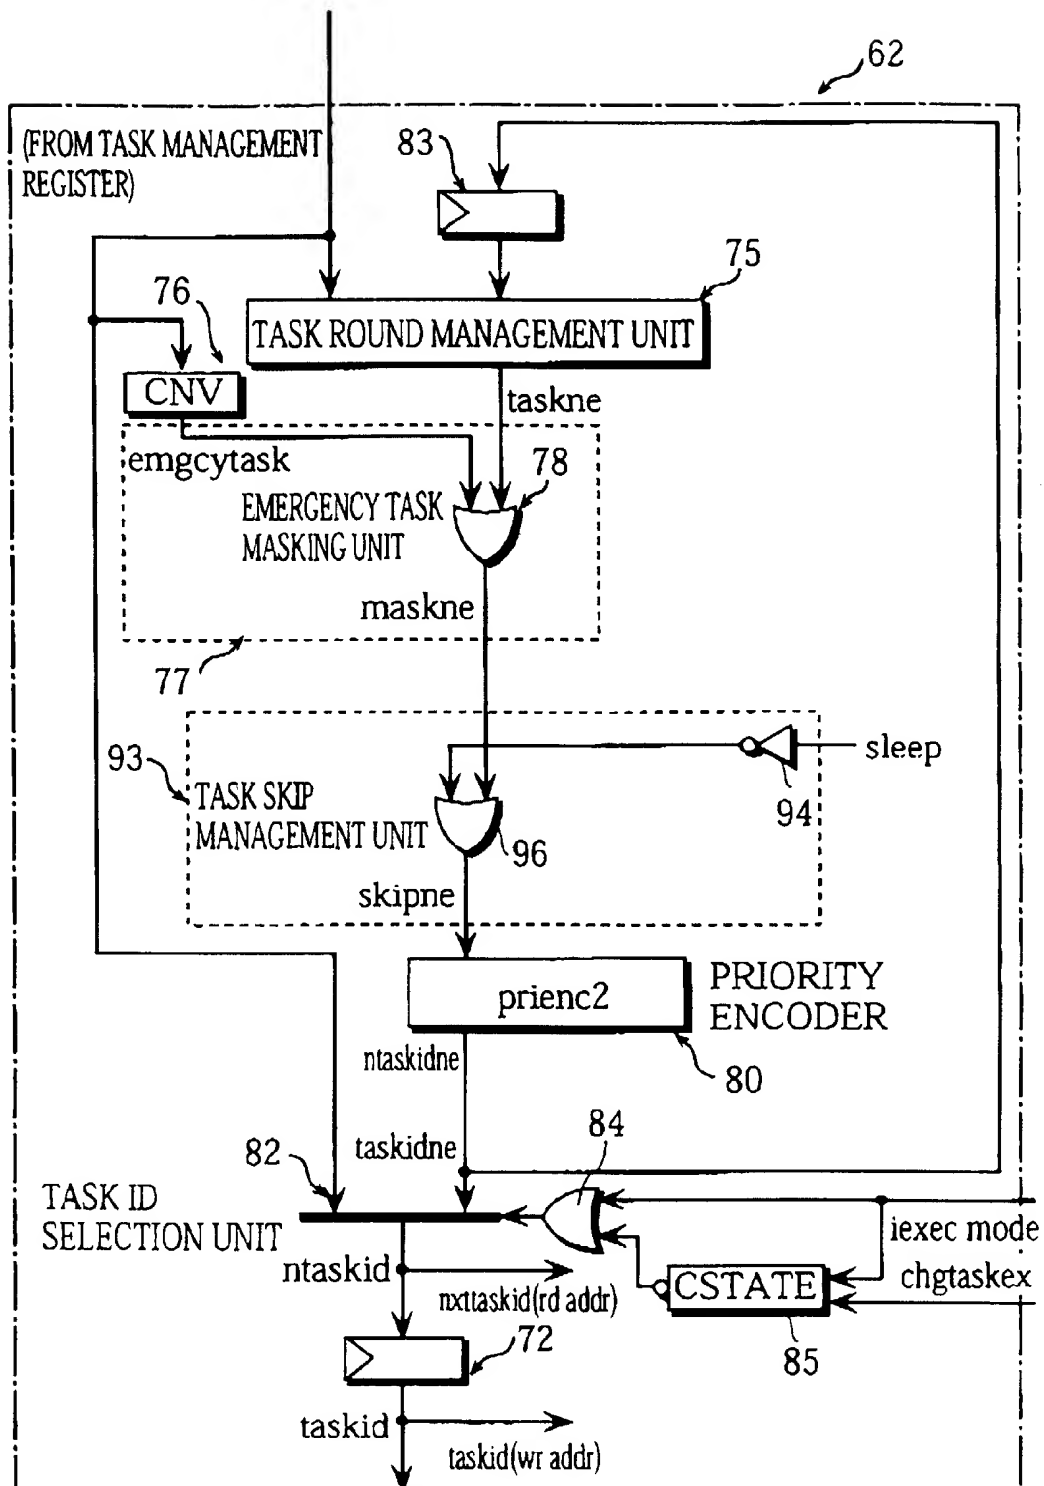 62
(FROM TASK MANAGEMENT
REGISTER)
83
75
76
TASK ROUND MANAGEMENT UNIT
CNV
taskne
emgcytask
78
EMERGENCY TASK
MASKING UNIT
maskne
77
93
sleep
94
TASK SKIP
MANAGEMENT UNIT
96
skipne
prienc2
PRIORITY
ENCODER
ntaskidne
80
84
taskidne
82
TASK ID
SELECTION UNIT
iexec mode
ntaskid
chgtaskex
CSTATE
nxttaskid(rd addr)
72
85
taskid
taskid(wr addr)